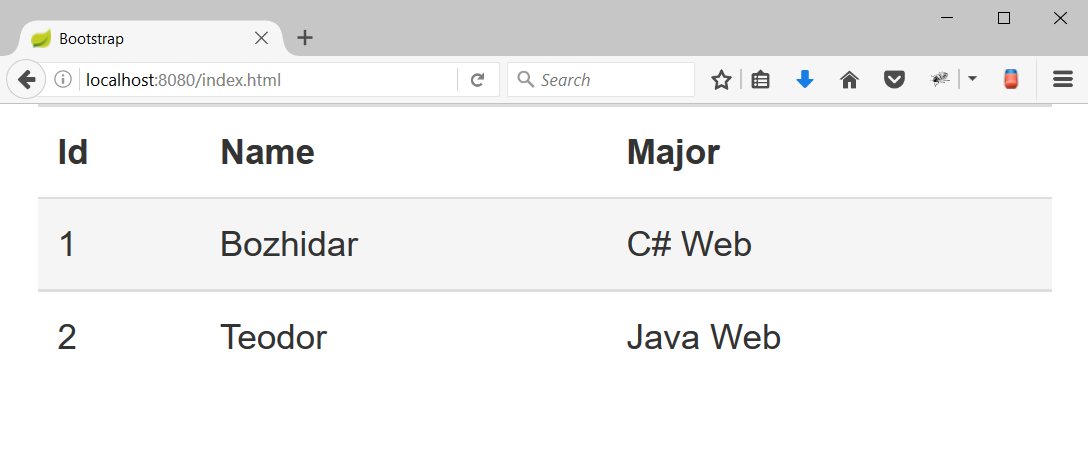 Bootstrap
localhost:8080/index.html
Search
Id Name Major
1 Bozhidar C# Web
2 Teodor Java Web